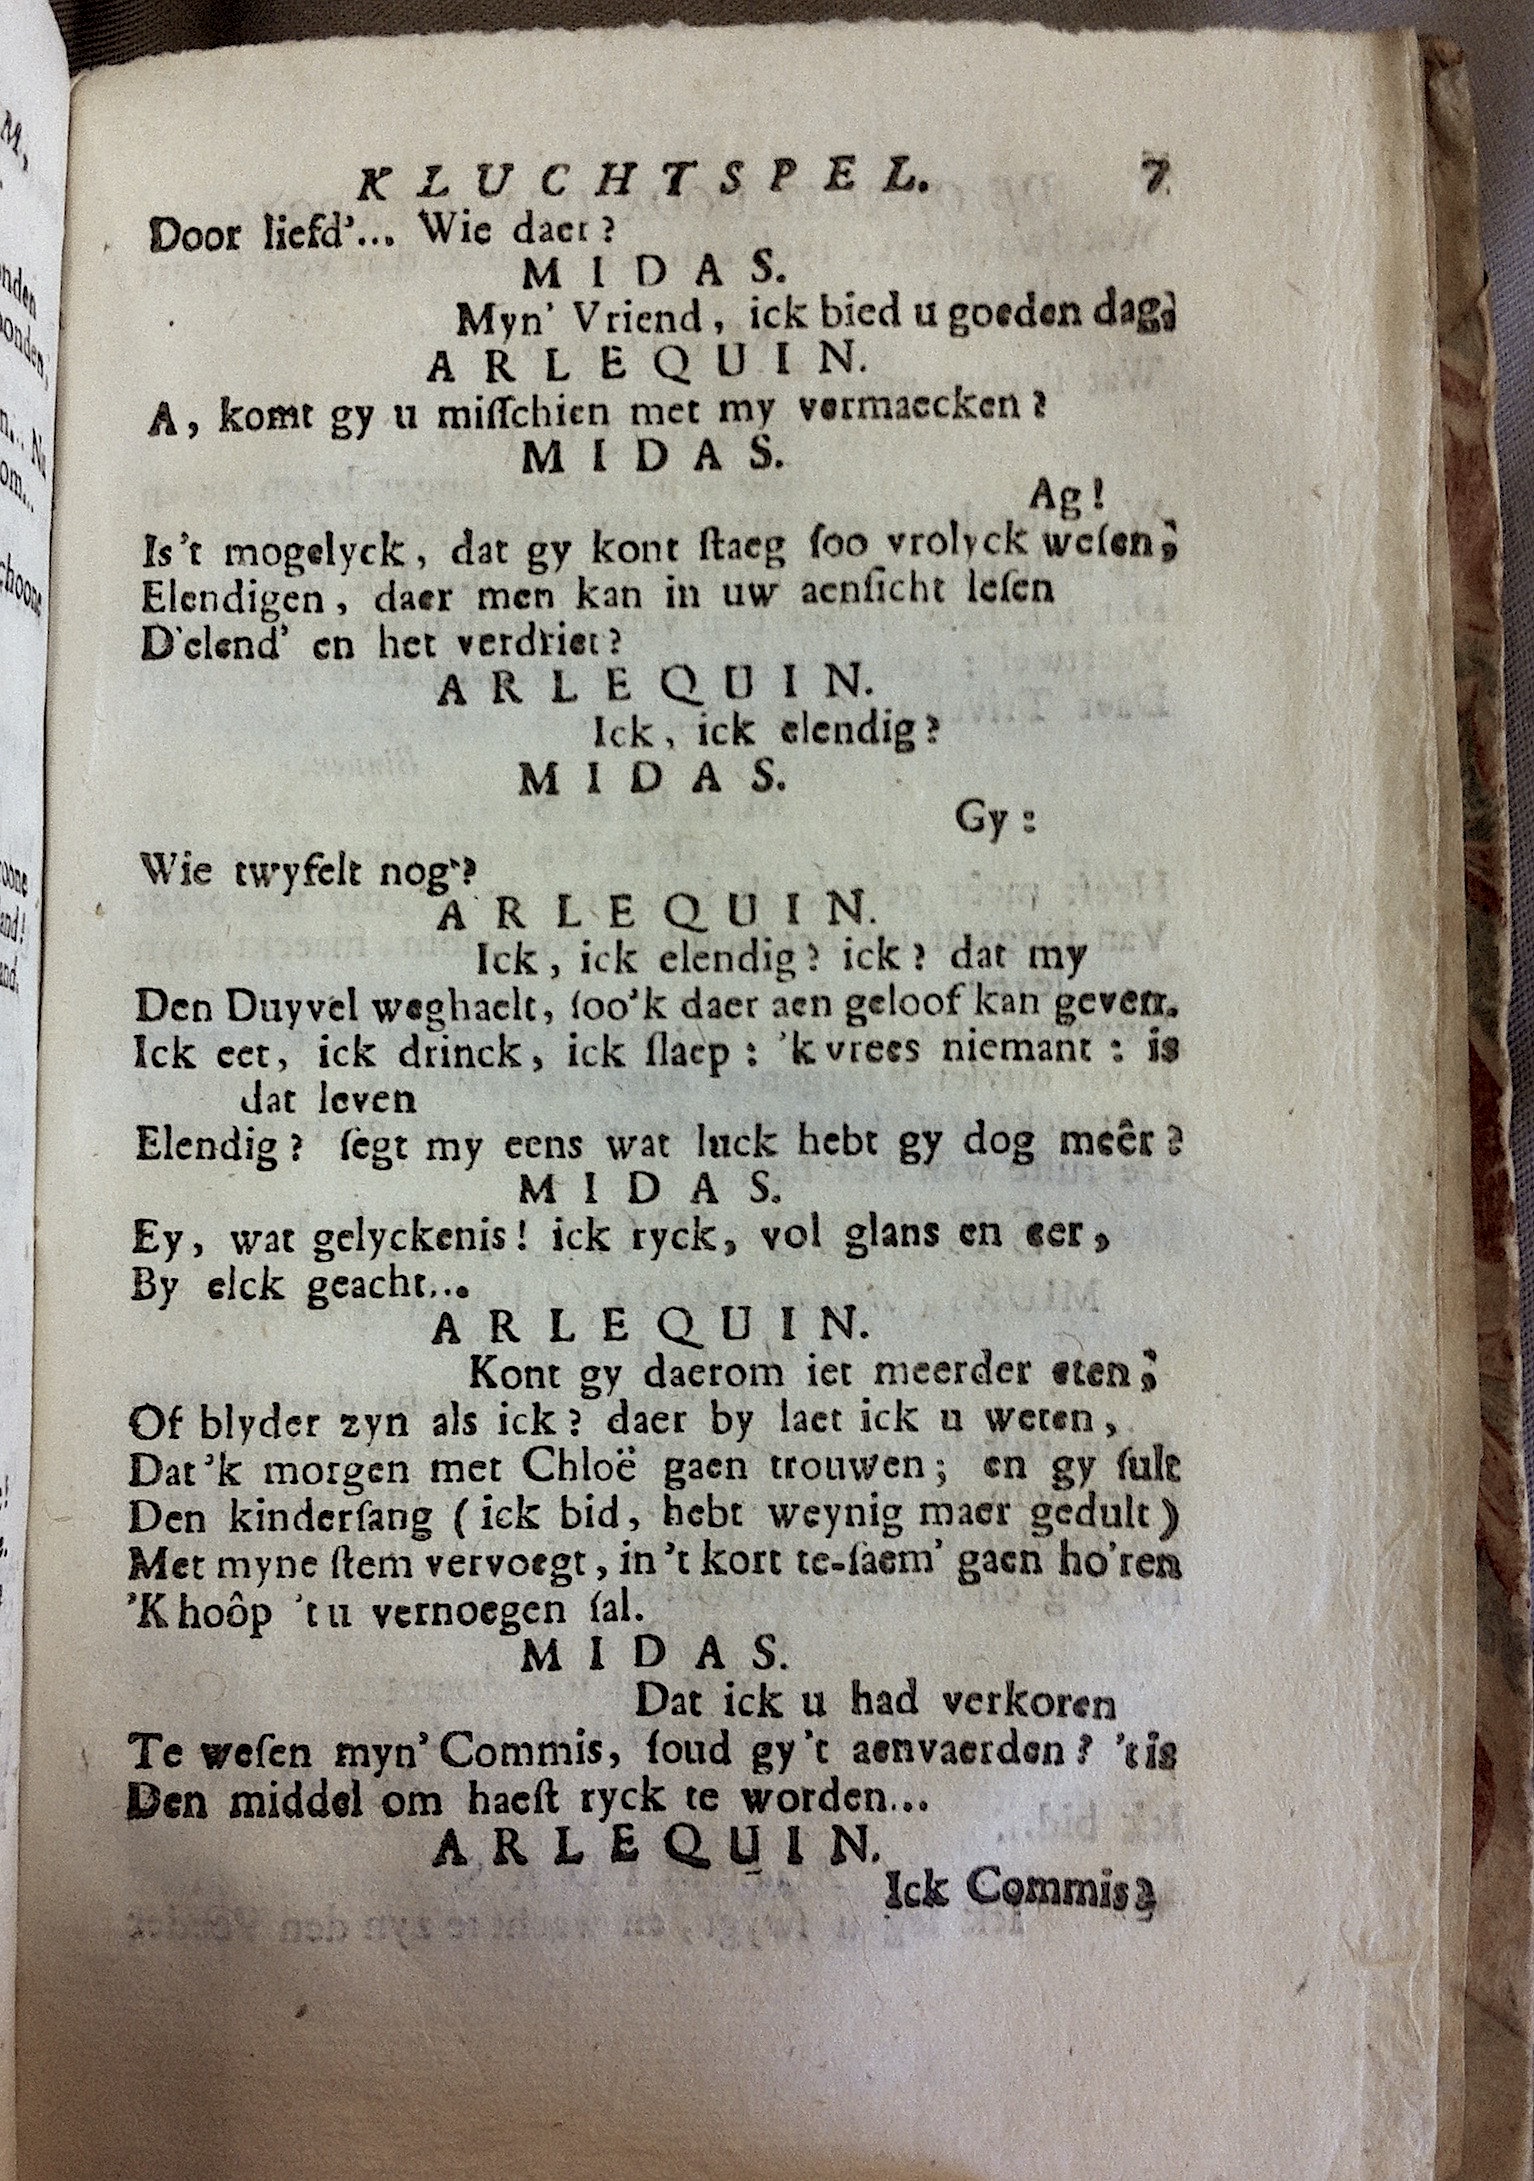 KLUCHTSPEL. 7
Door liefd'... Wie daer?
MIDAS.
Myn' Vriend, ick bied u goeden dag,
ARLEQUIN.
A, komt gy u miſſchien met my vermaecken?
MIDAS.
Ag!
Is't mogelyck, dat gy kont ſtaeg ſoo vrolyck weſen,
Elendigen, daer men kan in uw aenſicht leſen
D'elend' en het verdriet?
ARLEQUIN.
Ick, ick elendig?
MIDAS.
Gy:
Wie twyfelt nog?
ARLEQUIN.
Ick, ick elendig? ick? dat my
Den Duyvel weghaelt, ſoo'k daer aen geloof kan geven.
Ick eet, ick drinck, ick ſlaep: 'k vrees niemant: is
dat leven
Elendig? ſegt my eens wat luck hebt gy dog meêr?
MIDAS.
Ey, wat gelyckenis! ick ryck, vol glans en eer,
By elck geacht...
ARLEQUIN.
Kont gy daerom iet meerder eten;
Of blyder zyn als ick? daer by laet ick u weten,
Dat'k morgen met Chloë gaen trouwen; en gy ſult
Den kinderſang (ick bid, hebt weynig maer gedult)
Met myne ſtem vervoegt, in't kort te-ſaem' gaen ho'ren
'K hoôp 't u vernoegen ſal.
MIDAS.
Dat ick u had verkoren
Te weſen myn' Commis, ſoud gy't aenvaerden? 't is
Den middel om haeſt ryck te worden...
ARLEQUIN.
Ick Commis?